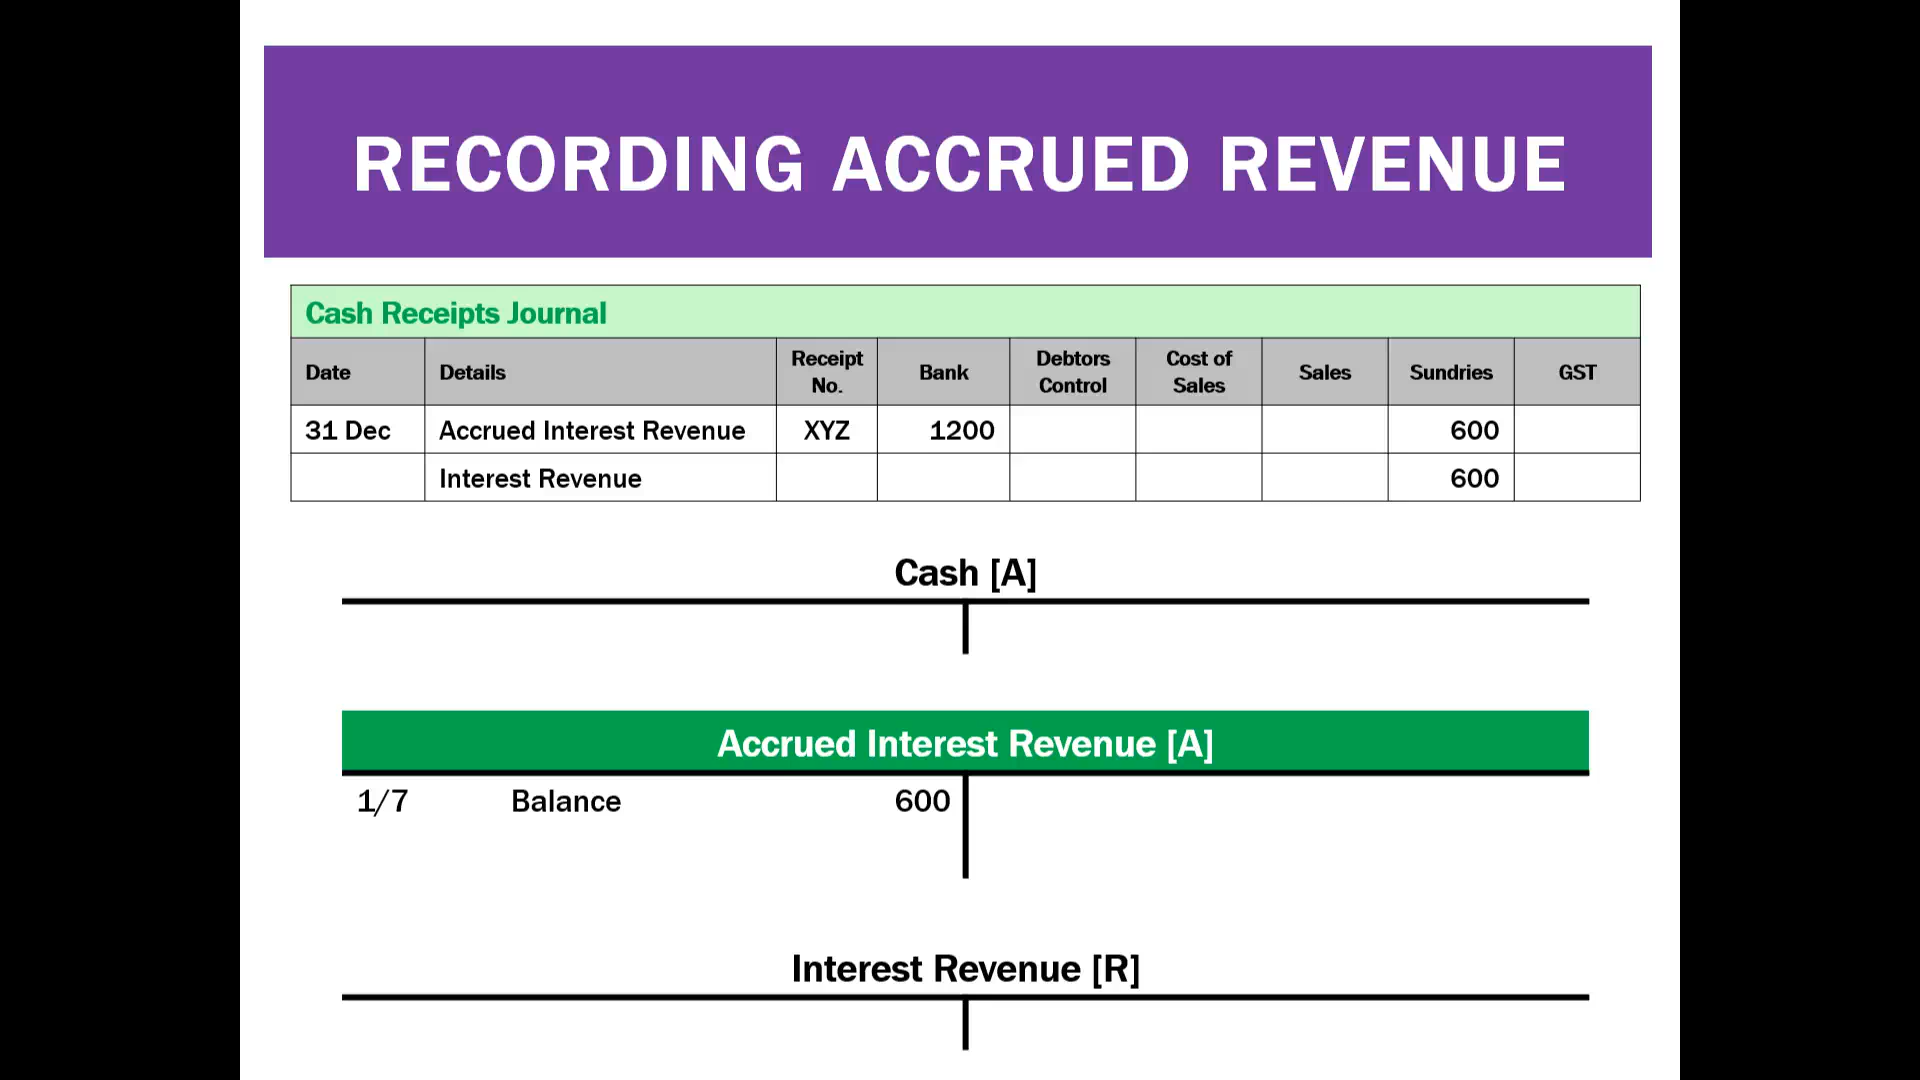 RECORDING ACCRUED REVENUE
Cash Receipts Journal
Date Details Receipt No. Bank Debtors Control Cost of Sales Sales Sundries GST
31 Dec Accrued Interest Revenue XYZ 1200 600
Interest Revenue 600
Cash [A]
Accrued Interest Revenue [A]
1/7 Balance 600
Interest Revenue [R]